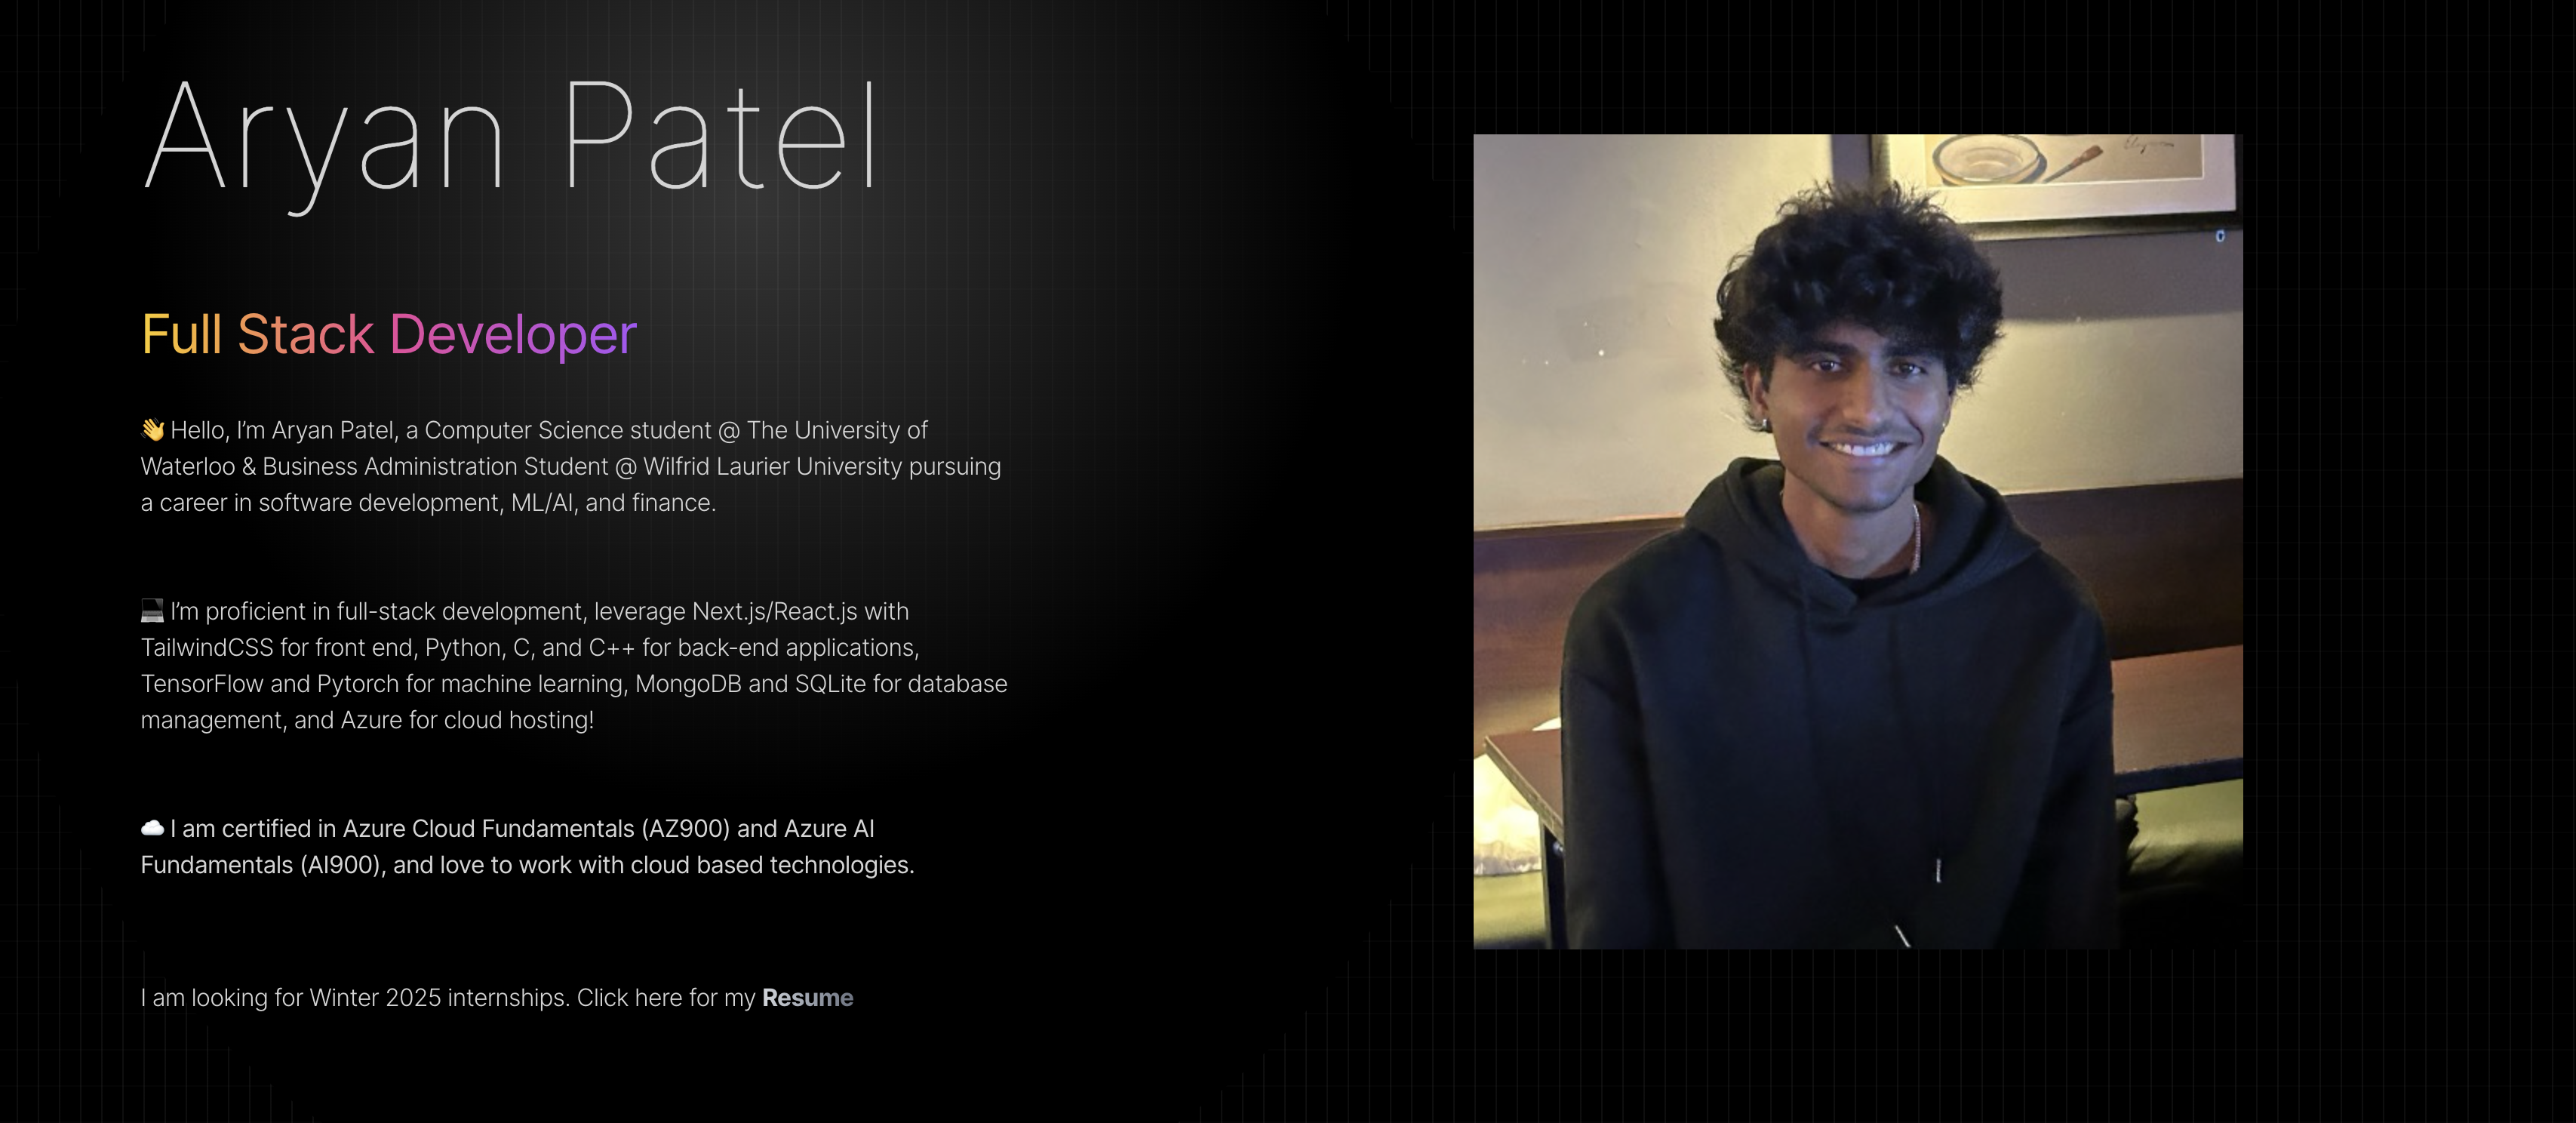 Aryan Patel
Full Stack Developer
👋 Hello, I'm Aryan Patel, a Computer Science student @ The University of
Waterloo & Business Administration Student @ Wilfrid Laurier University pursuing
a career in software development, ML/AI, and finance.
💻 I'm proficient in full-stack development, leverage Next.js/React.js with
TailwindCSS for front end, Python, C, and C++ for back-end applications,
TensorFlow and Pytorch for machine learning, MongoDB and SQLite for database
management, and Azure for cloud hosting!
☁️ I am certified in Azure Cloud Fundamentals (AZ900) and Azure AI
Fundamentals (AI900), and love to work with cloud based technologies.
I am looking for Winter 2025 internships. Click here for my Resume